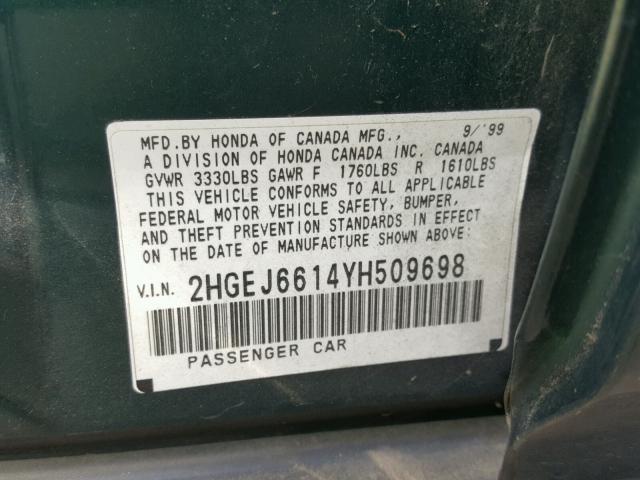 MFD.BY HONDA OF CANADA MFG., 9/'99
A DIVISION OF HONDA CANADA INC. CANADA
GVWR 3330LBS GAWR F 1760LBS R 1610LBS
THIS VEHICLE CONFORMS TO ALL APPLICABLE
FEDERAL MOTOR VEHICLE SAFETY, BUMPER,
AND THEFT PREVENTION STANDARDS IN EFFECT
ON THE DATE OF MANUFACTURE SHOWN ABOVE:
V.I.N. 2HGEJ6614YH509698
PASSENGER CAR